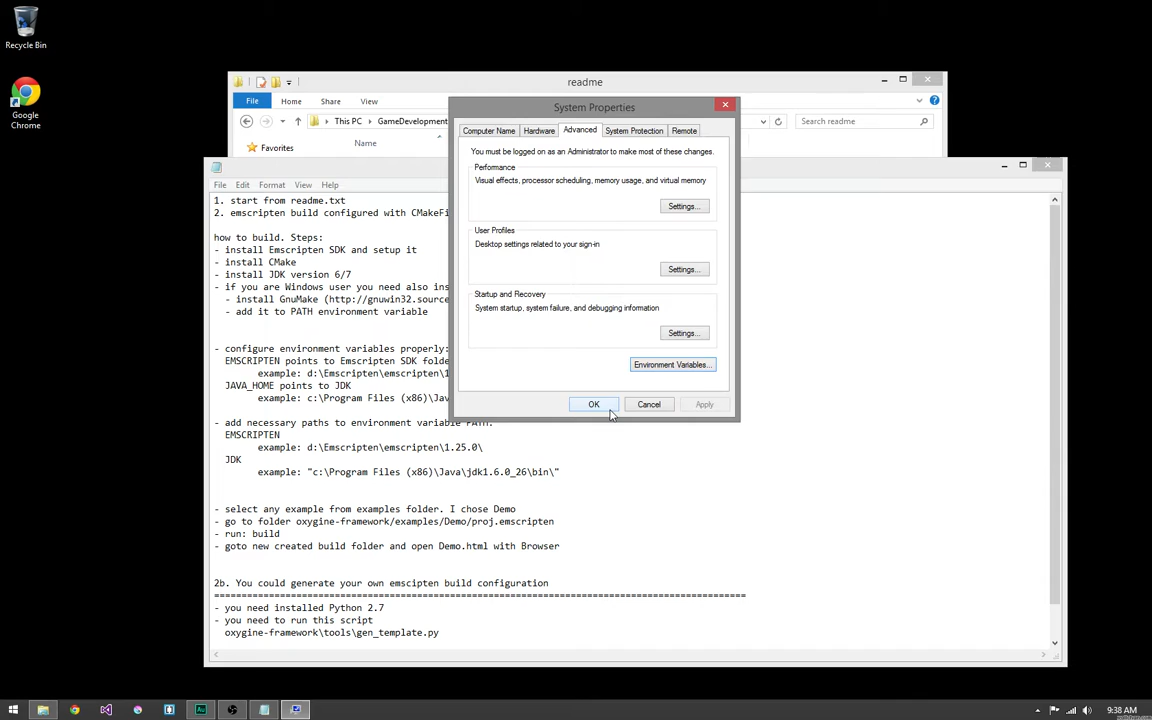 Recycle Bin
Google
Chrome
readme
File Home Share View
This PC GameDevelopment
Search readme
Favorites
Name
System Properties
Computer Name Hardware Advanced System Protection Remote
You must be logged on as an Administrator to make most of these changes.
Performance
Visual effects, processor scheduling, memory usage, and virtual memory
Settings...
User Profiles
Desktop settings related to your sign-in
Settings...
Startup and Recovery
System startup, system failure, and debugging information
Settings...
Environment Variables...
OK Cancel Apply
File Edit Format View Help
1. start from readme.txt
2. emscripten build configured with CMakeFi
how to build. Steps:
- install Emscripten SDK and setup it
- install CMake
- install JDK version 6/7
- if you are Windows user you need also ins
- install GnuMake (http://gnuwin32.source
- add it to PATH environment variable
- configure environment variables properly:
EMSCRIPTEN points to Emscripten SDK folde
example: d:\Emscripten\emscripten\1
JAVA_HOME points to JDK
example: c:\Program Files (x86)\Jav
- add necessary paths to environment variable PATH.
EMSCRIPTEN
example: d:\Emscripten\emscripten\1.25.0\
JDK
example: "c:\Program Files (x86)\Java\jdk1.6.0_26\bin\"
- select any example from examples folder. I chose Demo
- go to folder oxygine-framework/examples/Demo/proj.emscripten
- run: build
- goto new created build folder and open Demo.html with Browser
2b. You could generate your own emscipten build configuration
=====================================================================================
- you need installed Python 2.7
- you need to run this script
oxygine-framework\tools\gen_template.py
9:38 AM